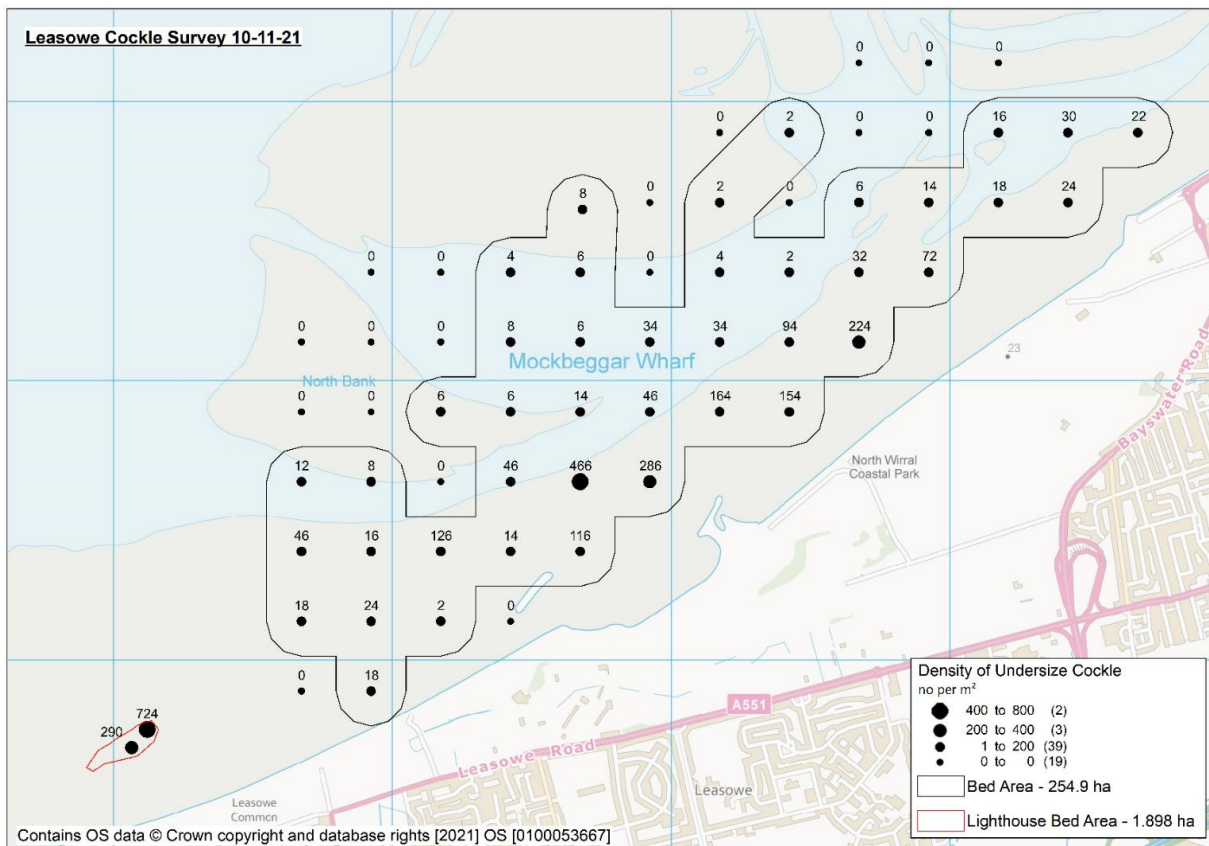 Leasowe Cockle Survey 10-11-21
0 0 0
0 2 0 0 16 30 22
8 0 2 0 6 14 18 24
0 0 4 6 0 4 2 32 72
0 0 0 8 6 34 34 94 224
23
Mockbeggar Wharf
North Bank
0 0 6 6 14 46 164 154
Bayswater Road
12 8 0 46 466 286
North Wirral
Coastal Park
46 16 126 14 116
18 24 2 0
0 18
A551
724
290
Leasowe Road
Leasowe
Leasowe
Common
Density of Undersize Cockle
no per m²
400 to 800 (2)
200 to 400 (3)
1 to 200 (39)
0 to 0 (19)
Bed Area - 254.9 ha
Lighthouse Bed Area - 1.898 ha
Contains OS data © Crown copyright and database rights [2021] OS [0100053667]